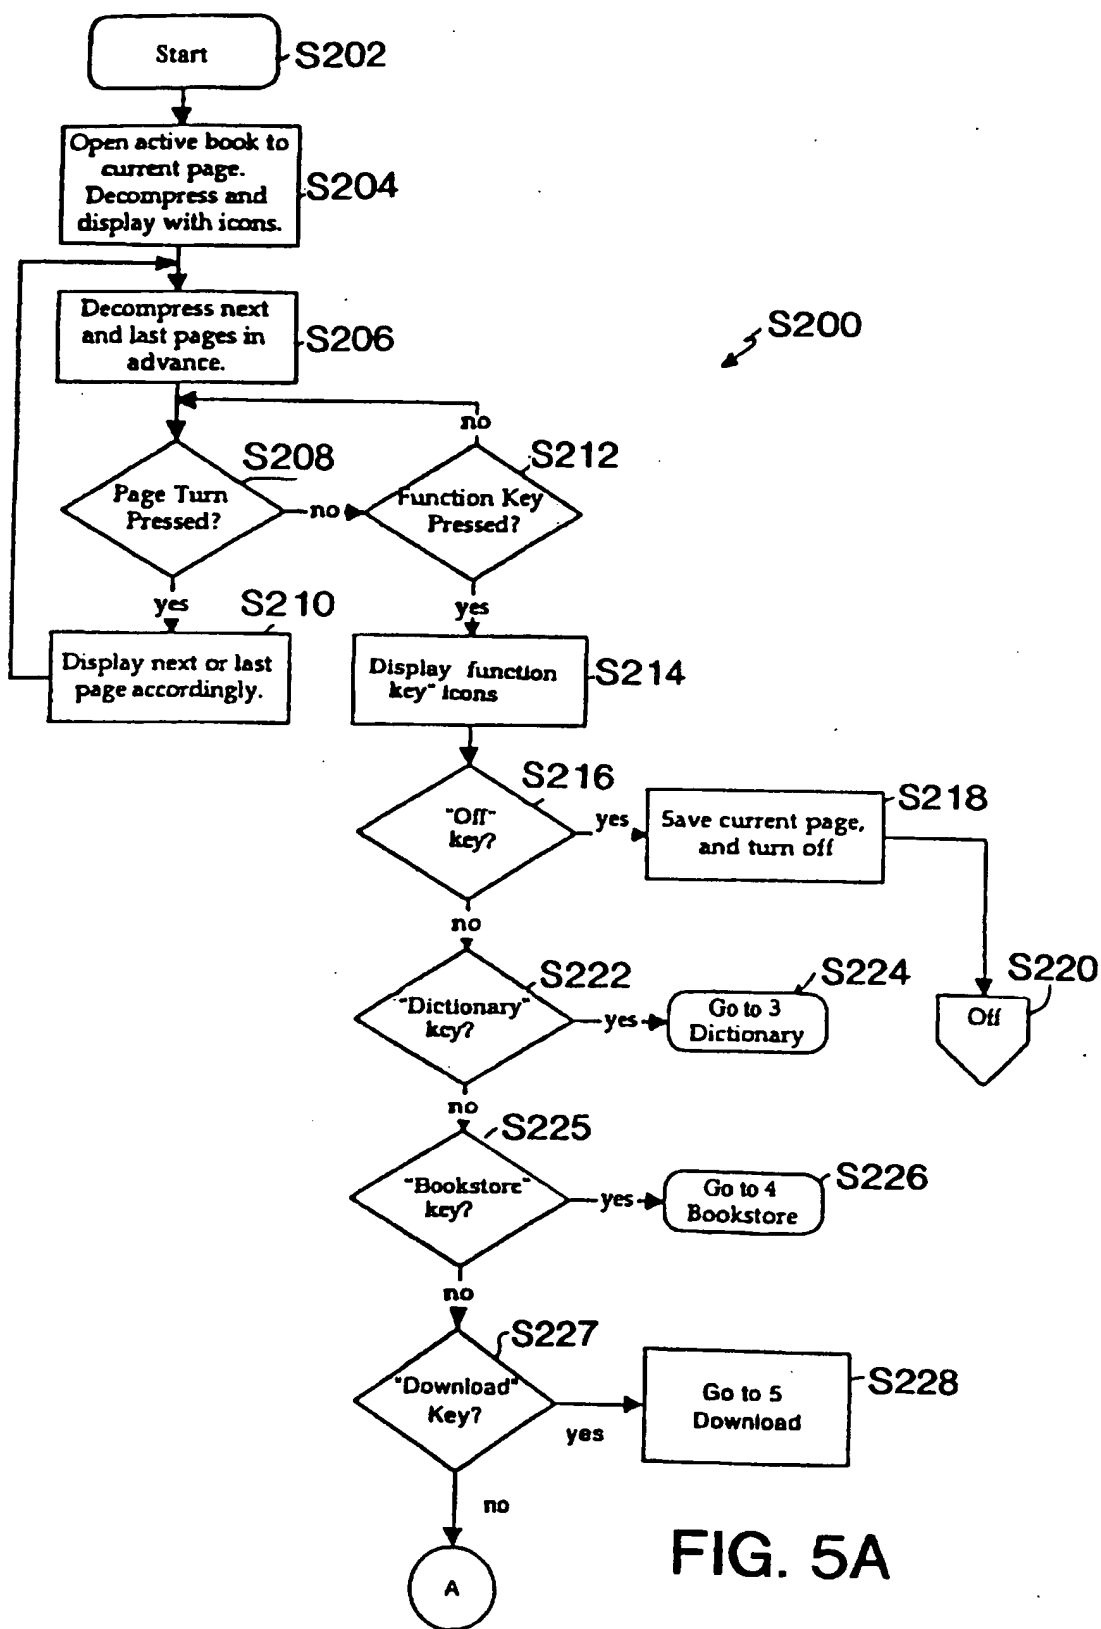 Start
S202
Open active book to
current page.
Decompress and
display with icons.
S204
Decompress next
and last pages in
advance.
S206
S200
no
Page Turn
Pressed?
S208
no
Function Key
Pressed?
S212
yes
S210
yes
Display next or last
page accordingly.
Display function
key" icons
S214
"Off"
key?
S216
yes
Save current page,
and turn off
S218
no
"Dictionary"
key?
S222
yes
Go to 3
Dictionary
S224
Off
S220
no
"Bookstore"
key?
S225
yes
Go to 4
Bookstore
S226
no
"Download"
Key?
S227
yes
Go to 5
Download
S228
no
A
FIG. 5A